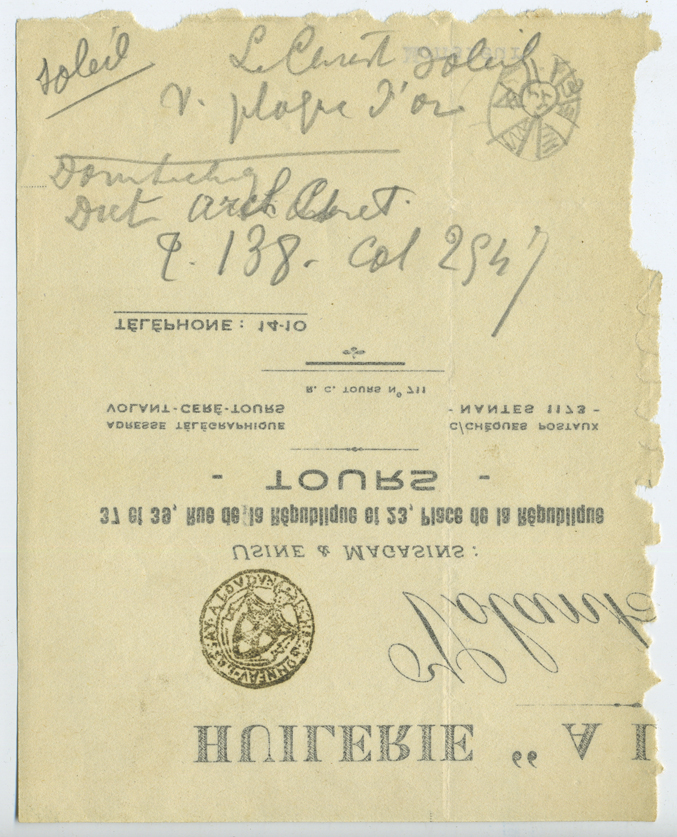 soleil
Le Christ soleil
v. plaque d'or
Dict arch Chret.
P. 138. Col 2947
TÉLÉPHONE : 14-10
R. C. TOURS N° 711
ADRESSE TÉLÉGRAPHIQUE
VOLANT-CERÉ-TOURS
C/CHÈQUES POSTAUX
- NANTES 1173 -
- TOURS -
37 et 39, Rue de la République et 23, Place de la République
USINE & MAGASINS :
Volant
HUILERIE “ A L